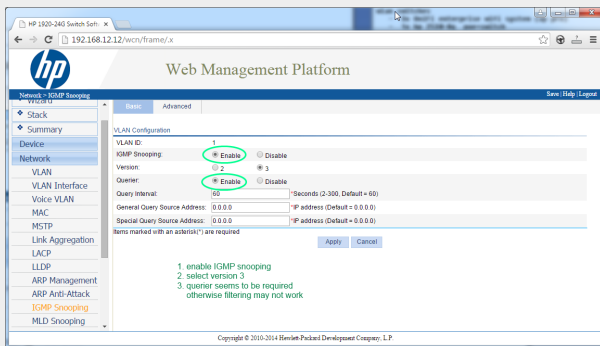 HP 1920-24G Switch Softw
192.168.12.12/wcn/frame/.x
hp
Web Management Platform
Network > IGMP Snooping
Save | Help | Logout
Wizard
Stack
Summary
Device
Network
VLAN
VLAN Interface
Voice VLAN
MAC
MSTP
Link Aggregation
LACP
LLDP
ARP Management
ARP Anti-Attack
IGMP Snooping
MLD Snooping
Basic Advanced
VLAN Configuration
VLAN ID: 1
IGMP Snooping: Enable Disable
Version: 2 3
Querier: Enable Disable
Query Interval: 60 *Seconds (2-300, Default = 60)
General Query Source Address: 0.0.0.0 *IP address (Default = 0.0.0.0)
Special Query Source Address: 0.0.0.0 *IP address (Default = 0.0.0.0)
Items marked with an asterisk(*) are required
Apply Cancel
1. enable IGMP snooping
2. select version 3
3. querier seems to be required
otherwise filtering may not work
Copyright © 2010-2014 Hewlett-Packard Development Company, L.P.